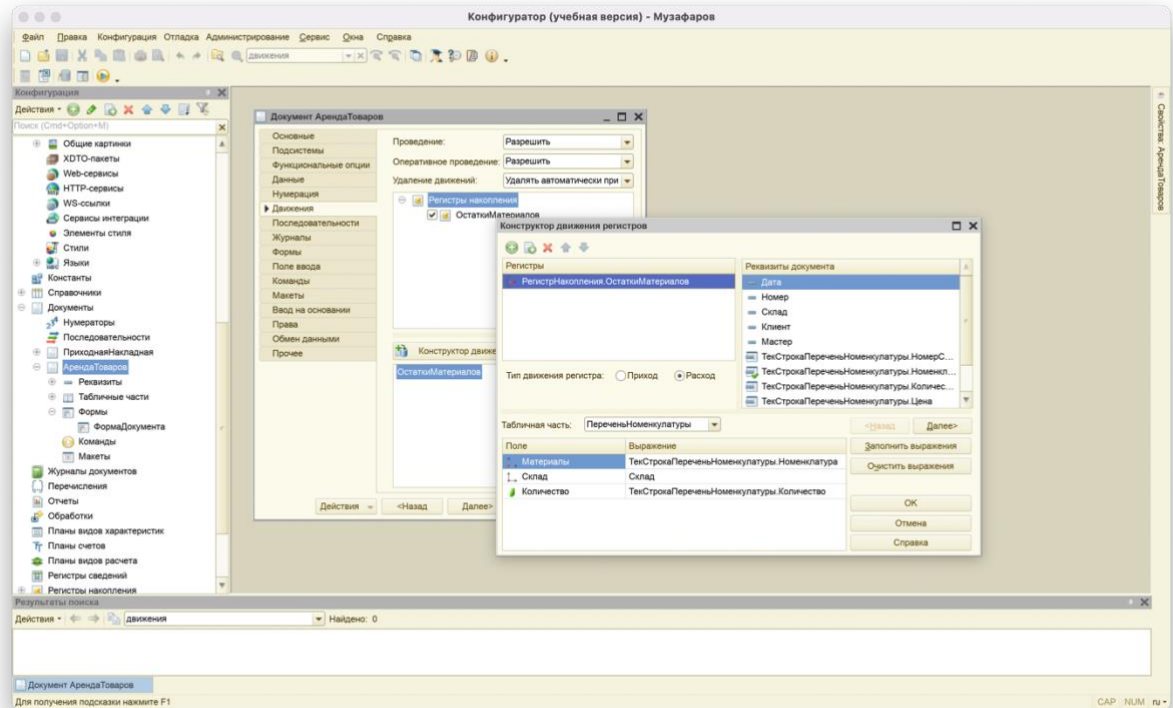 Конфигуратор (учебная версия) - Музафаров
Файл Правка Конфигурация Отладка Администрирование Сервис Окна Справка
движения
Конфигурация
Действия
Поиск (Cmd+Option+M)
Общие картинки
XDTO-пакеты
Web-сервисы
HTTP-сервисы
WS-ссылки
Сервисы интеграции
Элементы стиля
Стили
Языки
Константы
Справочники
Документы
Нумераторы
Последовательности
ПриходнаяНакладная
АрендаТоваров
Реквизиты
Табличные части
Формы
ФормаДокумента
Команды
Макеты
Журналы документов
Перечисления
Отчеты
Обработки
Планы видов характеристик
Планы счетов
Планы видов расчета
Регистры сведений
Регистры накопления
Документ АрендаТоваров
Основные
Подсистемы
Функциональные опции
Данные
Нумерация
Движения
Последовательности
Журналы
Формы
Поле ввода
Команды
Макеты
Ввод на основании
Права
Обмен данными
Прочее
Проведение: Разрешить
Оперативное проведение: Разрешить
Удаление движений: Удалять автоматически при
Регистры накопления
ОстаткиМатериалов
Конструктор движе
ОстаткиМатериалов
Действия <Назад Далее>
Конструктор движения регистров
Регистры
РегистрНакопления.ОстаткиМатериалов
Реквизиты документа
Дата
Номер
Склад
Клиент
Мастер
ТекСтрокаПереченьНоменкулатуры.НомерС...
ТекСтрокаПереченьНоменкулатуры.Номенкл...
ТекСтрокаПереченьНоменкулатуры.Количес...
ТекСтрокаПереченьНоменкулатуры.Цена
Тип движения регистра: Приход Расход
Табличная часть: ПереченьНоменкулатуры
<Назад Далее>
Поле Выражение
Материалы ТекСтрокаПереченьНоменкулатуры.Номенклатура
Склад Склад
Количество ТекСтрокаПереченьНоменкулатуры.Количество
Заполнить выражения
Очистить выражения
OK
Отмена
Справка
Свойства: АрендаТоваров
Результаты поиска
Действия движения Найдено: 0
Документ АрендаТоваров
Для получения подсказки нажмите F1
CAP NUM ru